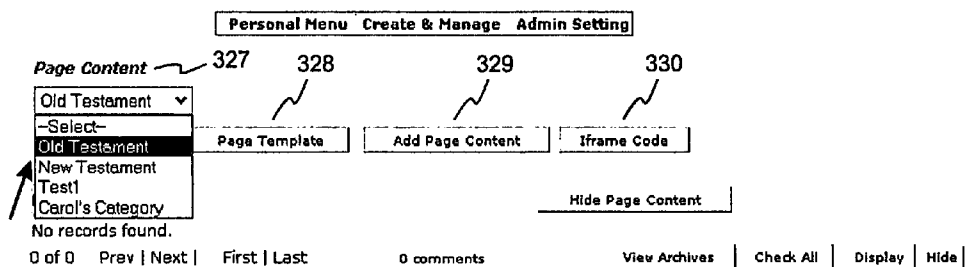 Personal Menu Create & Manage Admin Setting
Page Content 327 328 329 330
Old Testament
--Select--
Old Testament Page Template Add Page Content Iframe Code
New Testament
Test1
Carol's Category Hide Page Content
No records found.
0 of 0 Prev | Next | First | Last 0 comments View Archives | Check All | Display | Hide |